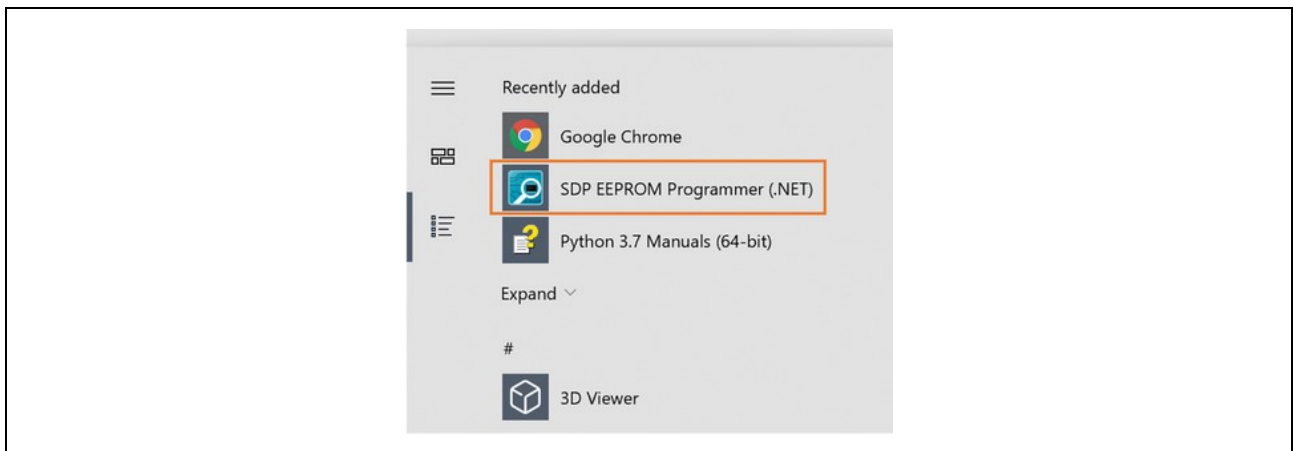 Recently added
Google Chrome
SDP EEPROM Programmer (.NET)
Python 3.7 Manuals (64-bit)
Expand
#
3D Viewer